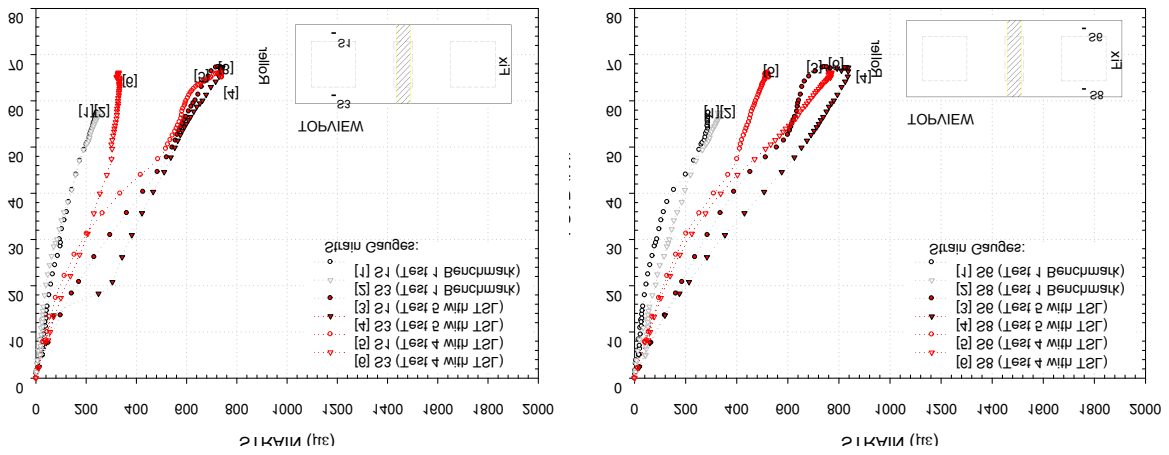 80
70
60
50
40
30
20
10
0
0 200 400 600 800 1000 1200 1400 1600 1800 2000
STRAIN (µε)
[1] [2]
[6]
[5] [3]
[4]
Roller
Fix
S1
S3
TOPVIEW
Strain Gauges:
[1] S1 (Test 1 Benchmark)
[2] S3 (Test 1 Benchmark)
[3] S1 (Test 5 with TSL)
[4] S3 (Test 5 with TSL)
[5] S1 (Test 4 with TSL)
[6] S3 (Test 4 with TSL)
80
70
60
50
40
30
20
10
0
0 200 400 600 800 1000 1200 1400 1600 1800 2000
STRAIN (µε)
[1] [2]
[5]
[3] [6]
[4]
Roller
Fix
S6
S8
TOPVIEW
Strain Gauges:
[1] S6 (Test 1 Benchmark)
[2] S8 (Test 1 Benchmark)
[3] S6 (Test 5 with TSL)
[4] S8 (Test 5 with TSL)
[5] S6 (Test 4 with TSL)
[6] S8 (Test 4 with TSL)